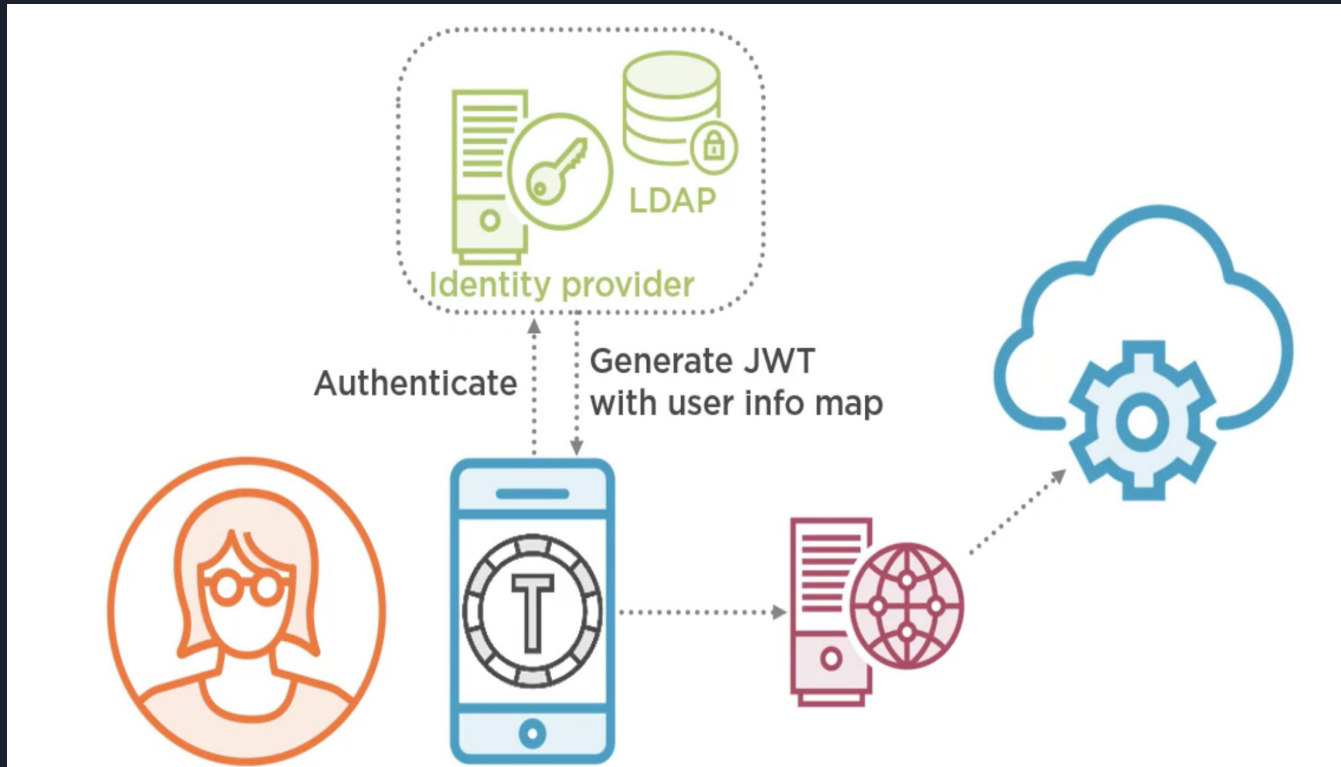 LDAP
Identity provider
Authenticate
Generate JWT
with user info map
T